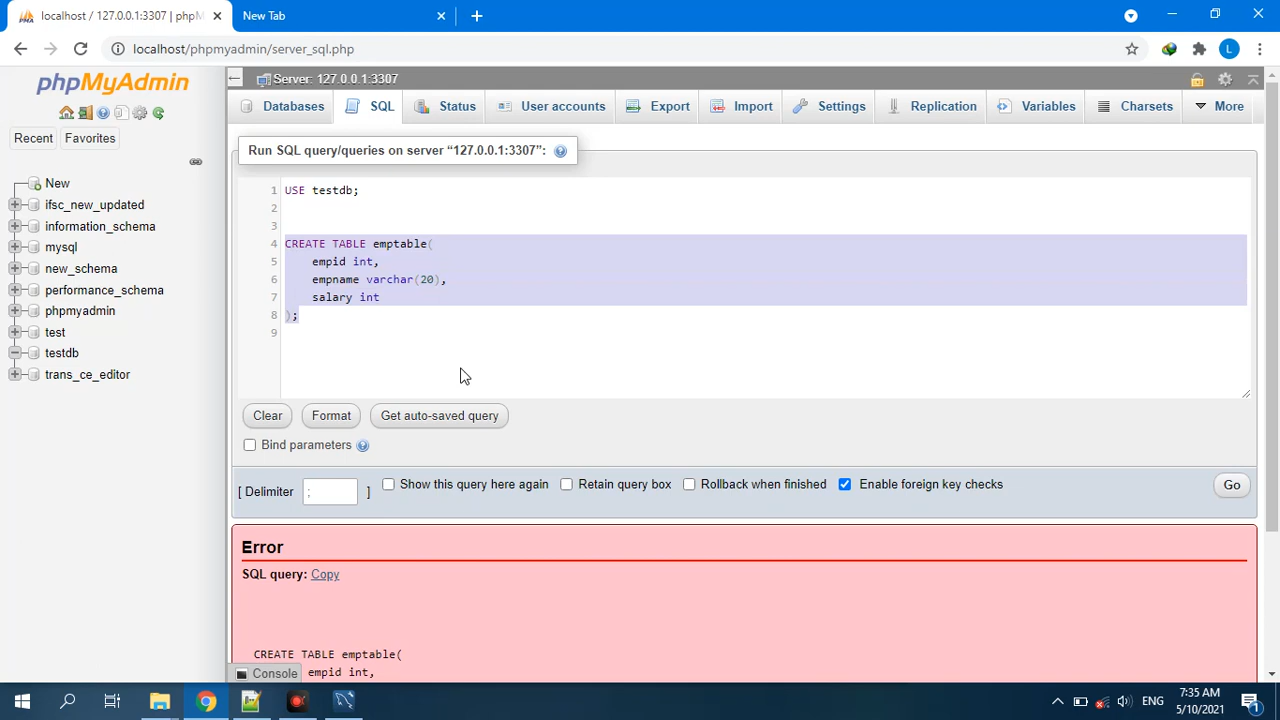 localhost / 127.0.0.1:3307 | phpM
New Tab
localhost/phpmyadmin/server_sql.php
L
phpMyAdmin
Recent
Favorites
New
ifsc_new_updated
information_schema
mysql
new_schema
performance_schema
phpmyadmin
test
testdb
trans_ce_editor
Server: 127.0.0.1:3307
Databases
SQL
Status
User accounts
Export
Import
Settings
Replication
Variables
Charsets
More
Run SQL query/queries on server “127.0.0.1:3307”:
1 USE testdb;
2
3
4 CREATE TABLE emptable(
5 empid int,
6 empname varchar(20),
7 salary int
8 );
9
Clear
Format
Get auto-saved query
Bind parameters
[ Delimiter ; ]
Show this query here again
Retain query box
Rollback when finished
Enable foreign key checks
Go
Error
SQL query: Copy
CREATE TABLE emptable(
empid int,
Console
ENG
7:35 AM
5/10/2021
1